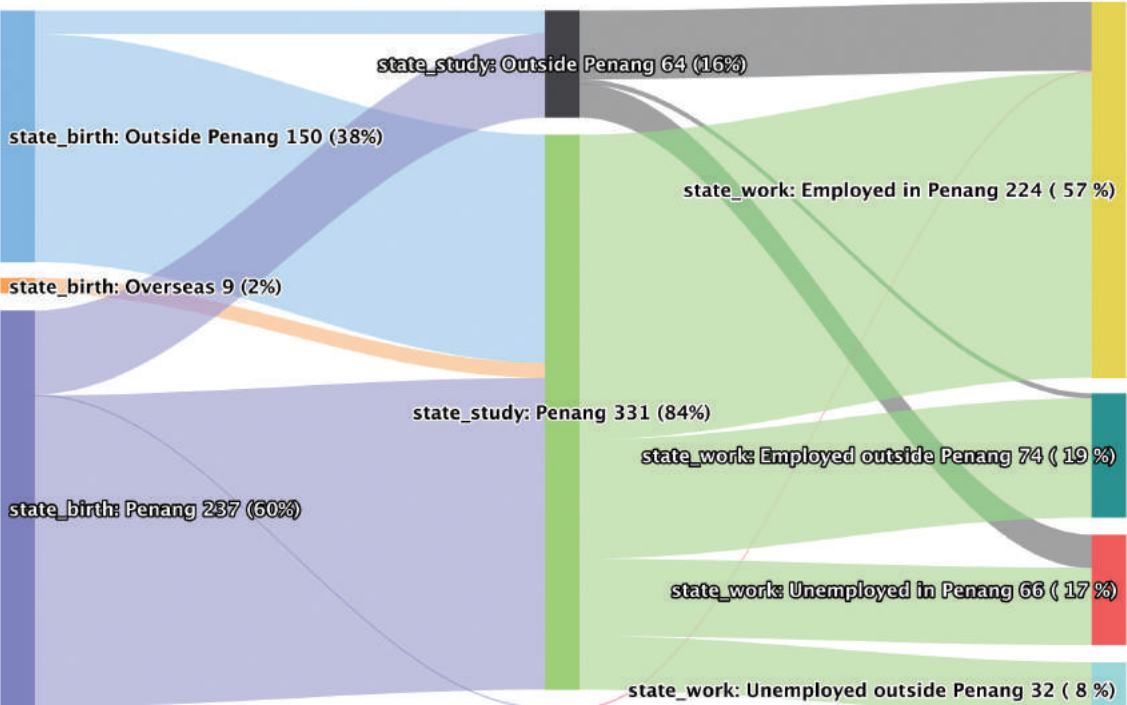 state_study: Outside Penang 64 (16%)
state_birth: Outside Penang 150 (38%)
state_work: Employed in Penang 224 ( 57 %)
state_birth: Overseas 9 (2%)
state_study: Penang 331 (84%)
state_work: Employed outside Penang 74 ( 19 %)
state_birth: Penang 237 (60%)
state_work: Unemployed in Penang 66 ( 17 %)
state_work: Unemployed outside Penang 32 ( 8 %)